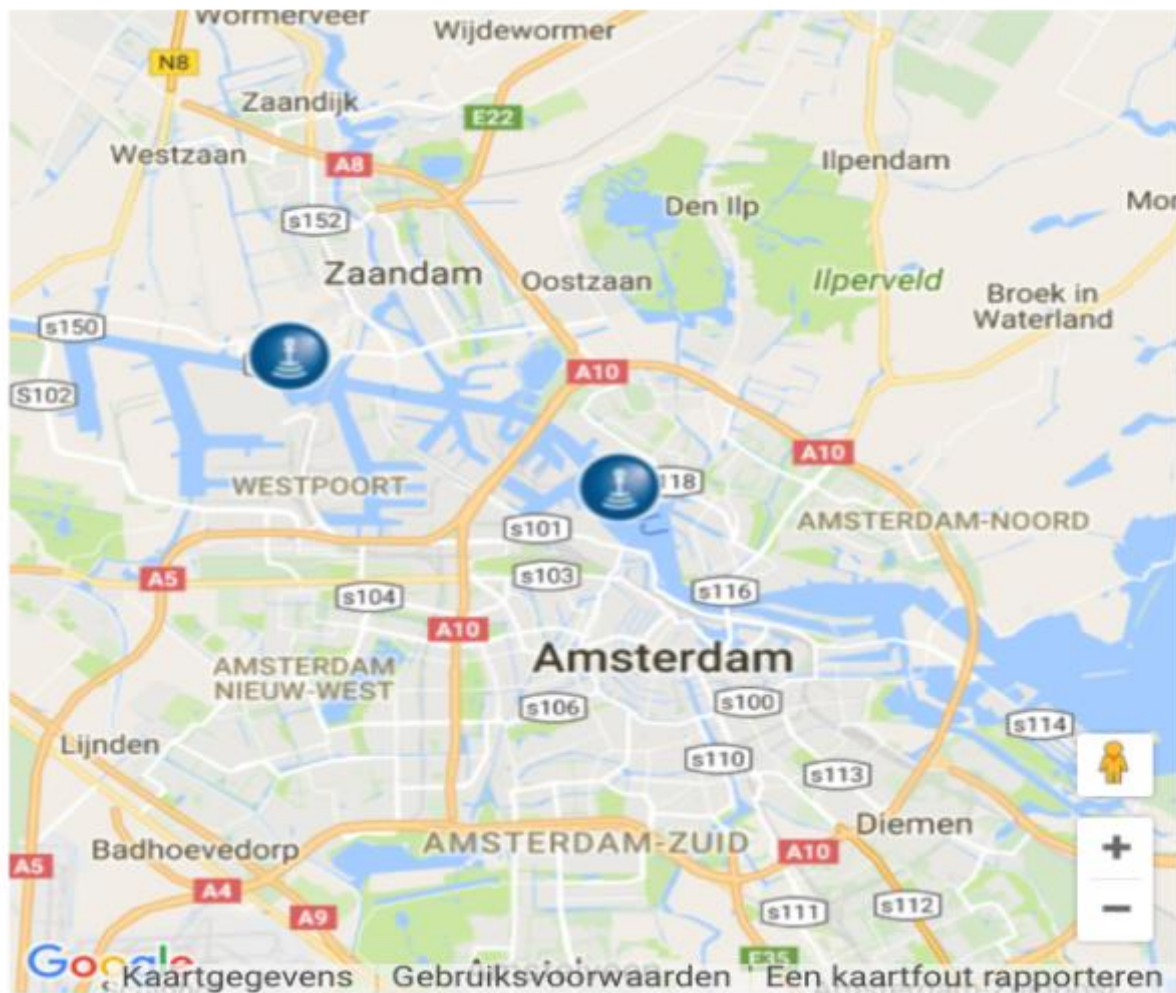 Wormerveer
Wijdewormer
N8
Zaandijk
E22
Westzaan
A8
Ilpendam
Den Ilp
s152
Zaandam
Oostzaan
Ilperveld
Broek in
Waterland
s150
A10
S102
A10
WESTPOORT
118
AMSTERDAM-NOORD
s101
A5
s103
s104
s116
A10
Amsterdam
AMSTERDAM
NIEUW-WEST
s106
s100
s114
Lijnden
s110
s113
Diemen
Badhoevedorp
AMSTERDAM-ZUID
A10
A5
A4
A9
s111
s112
+
−
E35
Google
Kaartgegevens Gebruiksvoorwaarden Een kaartfout rapporteren